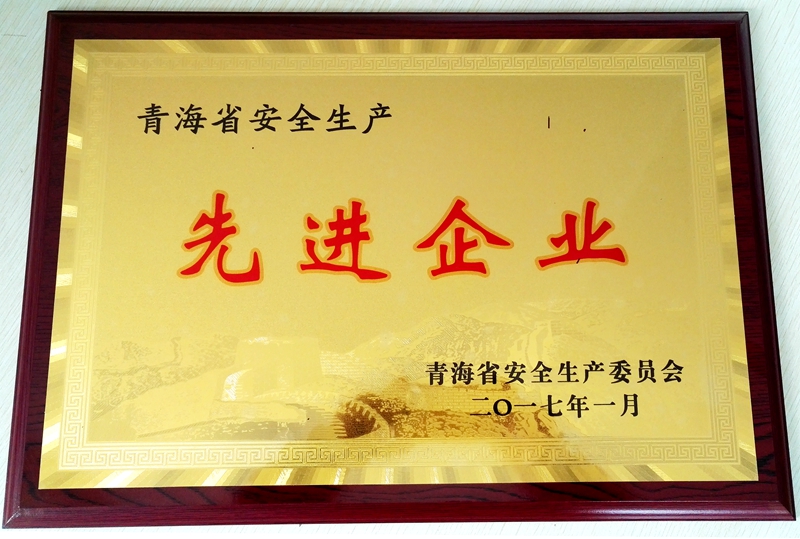 青海省安全生产
先进企业
青海省安全生产委员会
二〇一七年一月